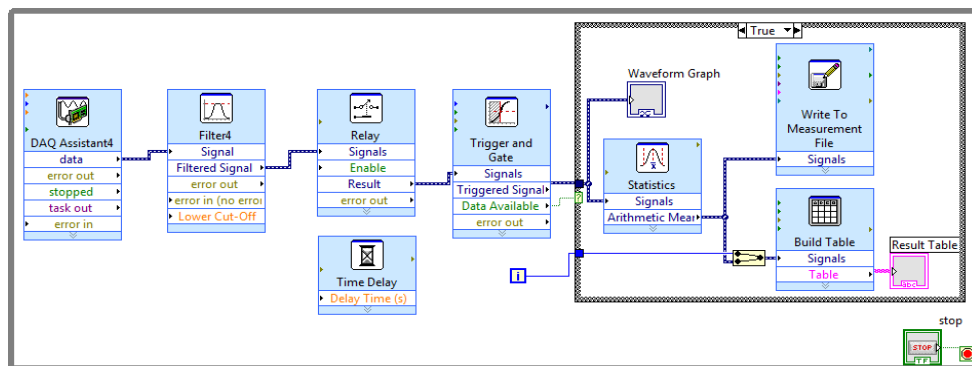 True
DAQ Assistant4
data
error out
stopped
task out
error in
Filter4
Signal
Filtered Signal
error out
error in (no error
Lower Cut-Off
Relay
Signals
Enable
Result
error out
Time Delay
Delay Time (s)
Trigger and
Gate
Signals
Triggered Signal
Data Available
error out
?
i
Waveform Graph
Statistics
Signals
Arithmetic Mear
Write To
Measurement
File
Signals
Build Table
Signals
Table
Result Table
abc
stop
STOP
TF